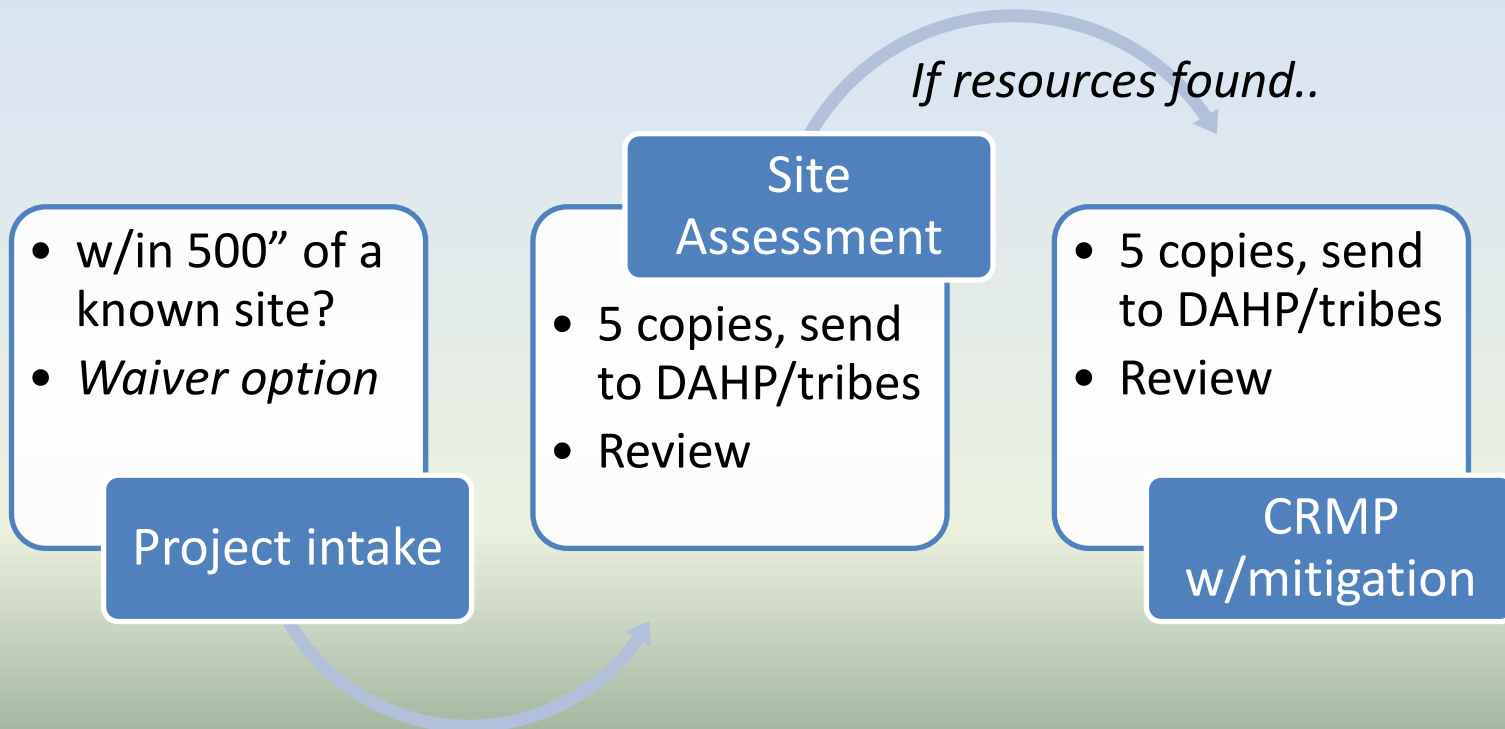 If resources found..
• w/in 500” of a
known site?
• Waiver option
Project intake
Site
Assessment
• 5 copies, send
to DAHP/tribes
• Review
• 5 copies, send
to DAHP/tribes
• Review
CRMP
w/mitigation